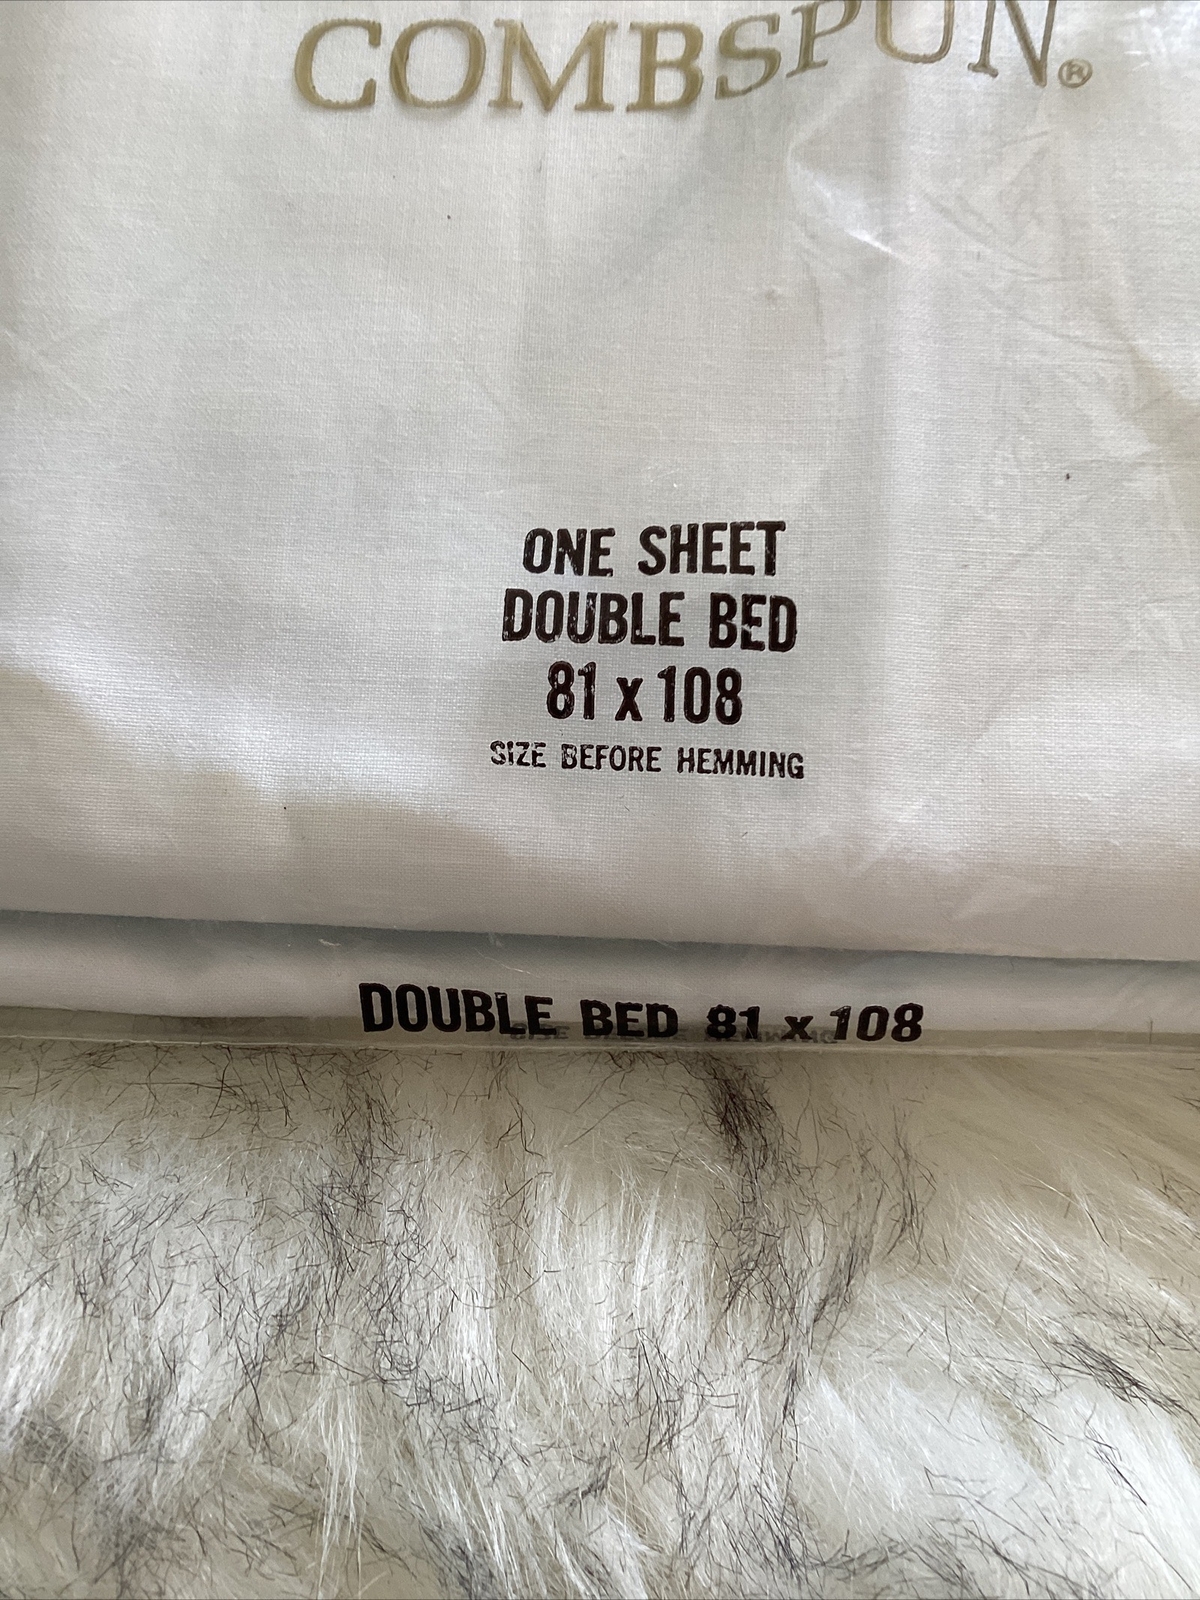 COMBSPUN®
ONE SHEET
DOUBLE BED
81 x 108
SIZE BEFORE HEMMING
DOUBLE BED 81 x 108